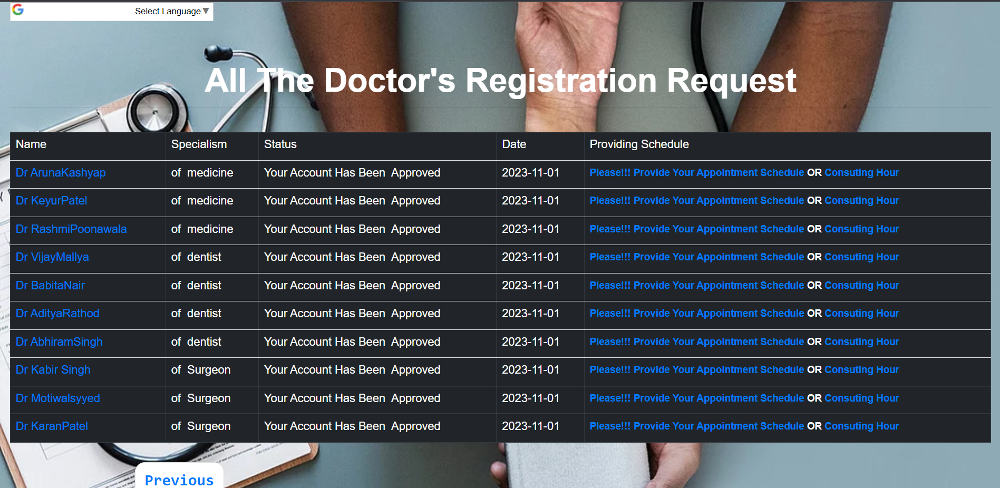 Select Language▼
All The Doctor's Registration Request
Name Specialism Status Date Providing Schedule
Dr ArunaKashyap of medicine Your Account Has Been Approved 2023-11-01 Please!!! Provide Your Appointment Schedule OR Consuting Hour
Dr KeyurPatel of medicine Your Account Has Been Approved 2023-11-01 Please!!! Provide Your Appointment Schedule OR Consuting Hour
Dr RashmiPoonawala of medicine Your Account Has Been Approved 2023-11-01 Please!!! Provide Your Appointment Schedule OR Consuting Hour
Dr VijayMallya of dentist Your Account Has Been Approved 2023-11-01 Please!!! Provide Your Appointment Schedule OR Consuting Hour
Dr BabitaNair of dentist Your Account Has Been Approved 2023-11-01 Please!!! Provide Your Appointment Schedule OR Consuting Hour
Dr AdityaRathod of dentist Your Account Has Been Approved 2023-11-01 Please!!! Provide Your Appointment Schedule OR Consuting Hour
Dr AbhiramSingh of dentist Your Account Has Been Approved 2023-11-01 Please!!! Provide Your Appointment Schedule OR Consuting Hour
Dr Kabir Singh of Surgeon Your Account Has Been Approved 2023-11-01 Please!!! Provide Your Appointment Schedule OR Consuting Hour
Dr Motiwalsyyed of Surgeon Your Account Has Been Approved 2023-11-01 Please!!! Provide Your Appointment Schedule OR Consuting Hour
Dr KaranPatel of Surgeon Your Account Has Been Approved 2023-11-01 Please!!! Provide Your Appointment Schedule OR Consuting Hour
Previous